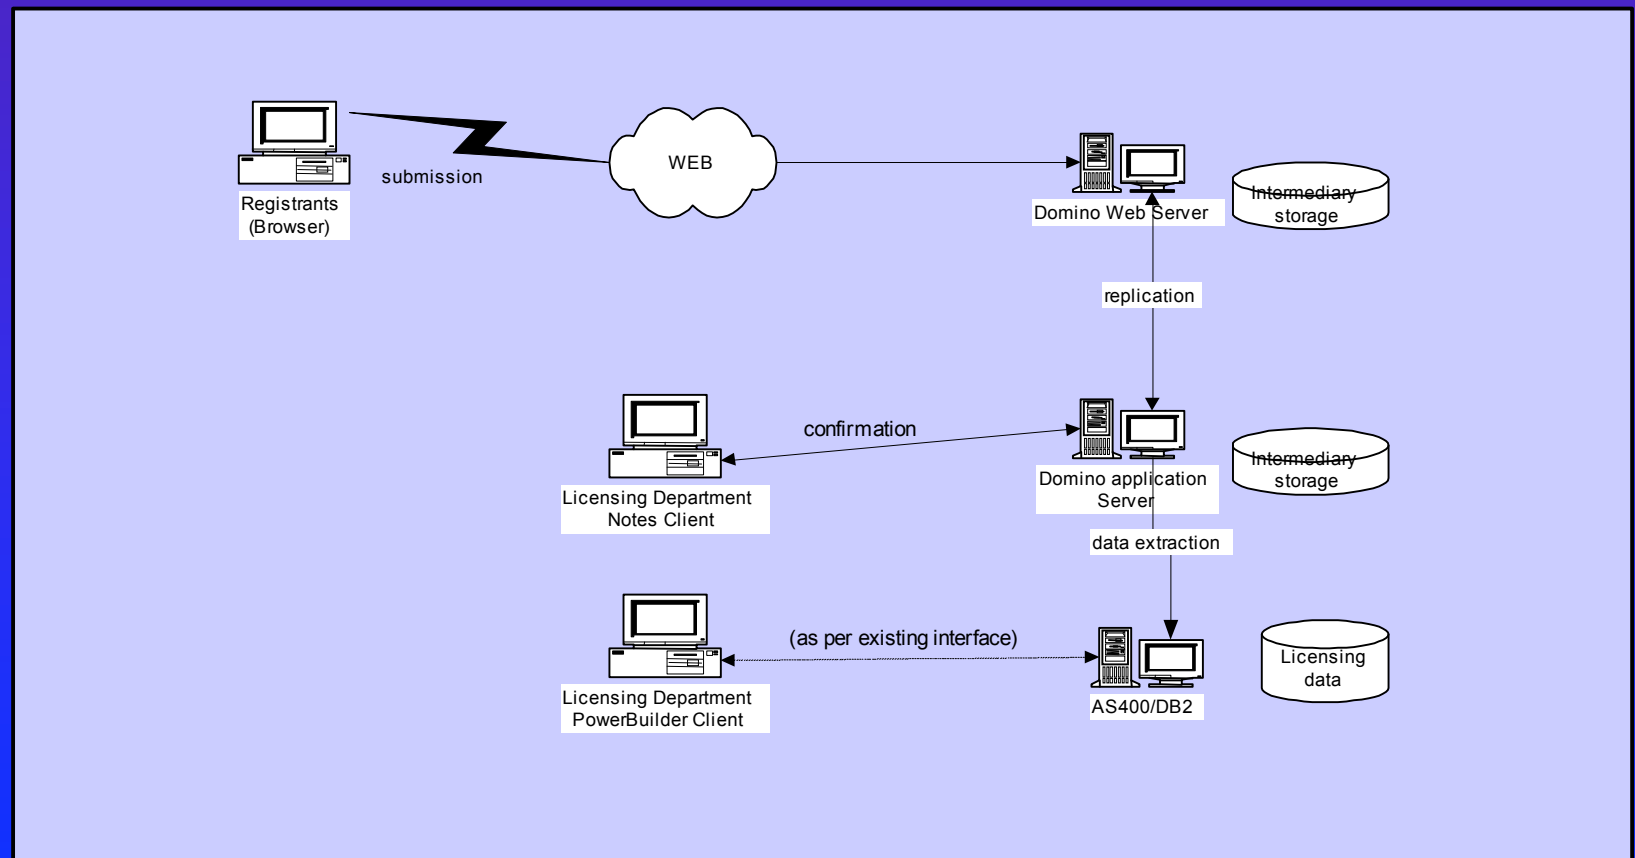 WEB
submission
Registrants
(Browser)
Domino Web Server
Intermediary
storage
replication
confirmation
Licensing Department
Notes Client
Domino application
Server
Intermediary
storage
data extraction
(as per existing interface)
Licensing Department
PowerBuilder Client
AS400/DB2
Licensing
data